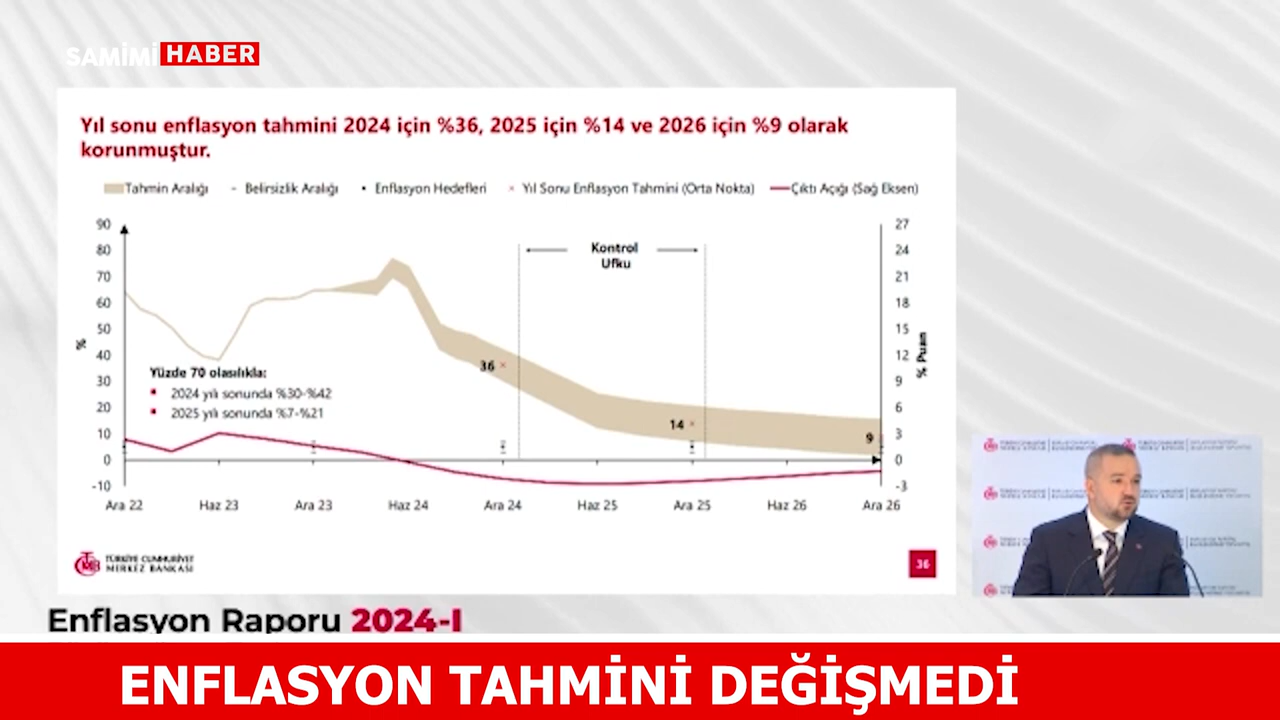 SAMİMİ HABER
Yıl sonu enflasyon tahmini 2024 için %36, 2025 için %14 ve 2026 için %9 olarak
korunmuştur.
Tahmin Aralığı - Belirsizlik Aralığı • Enflasyon Hedefleri × Yıl Sonu Enflasyon Tahmini (Orta Nokta) Çıktı Açığı (Sağ Eksen)
90 27
80 24
70 21
60 18
50 15
40 12
30 9
20 6
10 3
0 0
-10 -3
%
% Puan
Kontrol
Ufku
36
14
9
Yüzde 70 olasılıkla:
2024 yılı sonunda %30-%42
2025 yılı sonunda %7-%21
Ara 22 Haz 23 Ara 23 Haz 24 Ara 24 Haz 25 Ara 25 Haz 26 Ara 26
TÜRKİYE CUMHURİYET
MERKEZ BANKASI
36
Enflasyon Raporu 2024-I
ENFLASYON TAHMİNİ DEĞİŞMEDİ